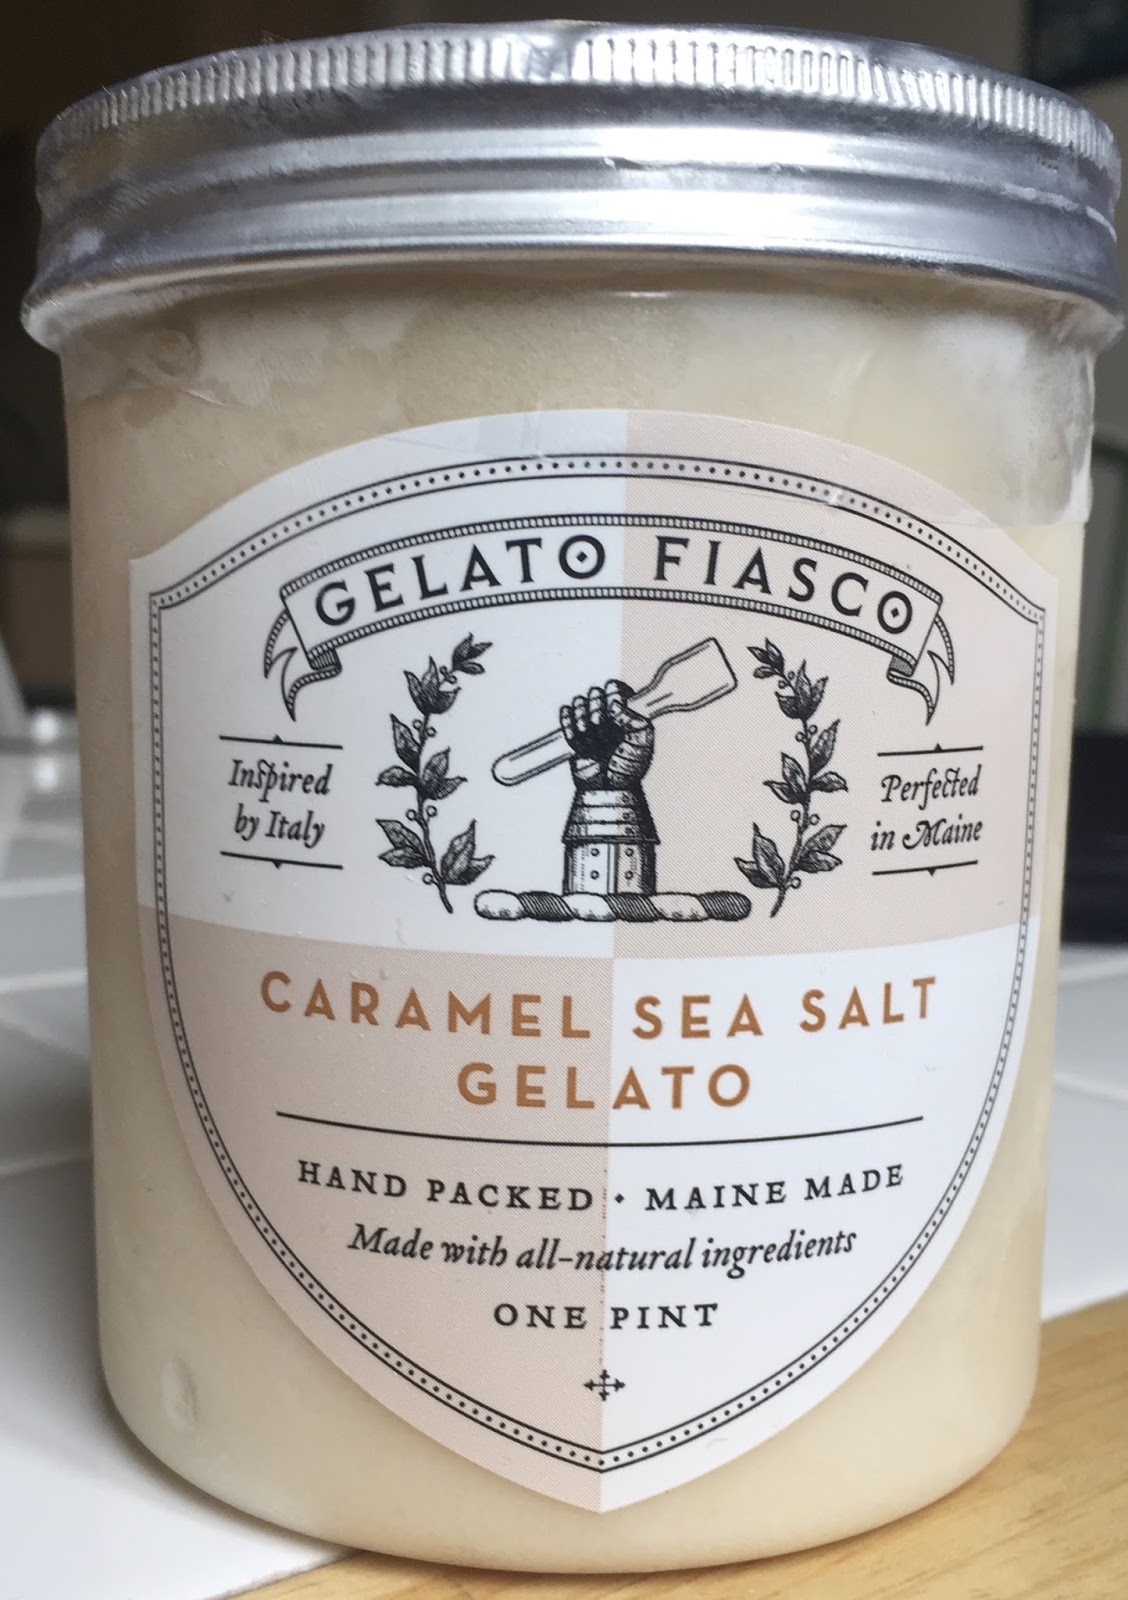 GELATO FIASCO
Inspired
by Italy
Perfected
in Maine
CARAMEL SEA SALT
GELATO
HAND PACKED • MAINE MADE
Made with all-natural ingredients
ONE PINT